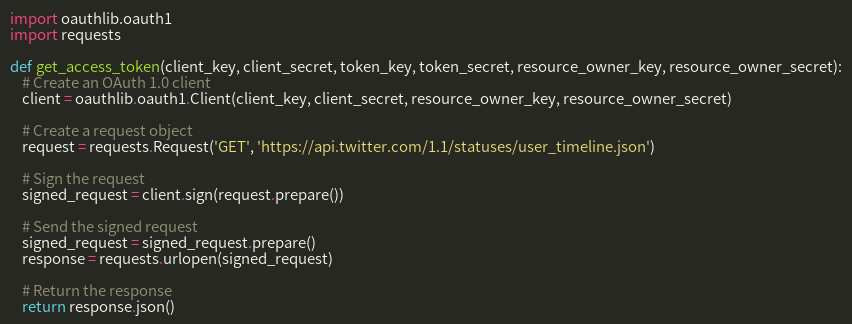 import oauthlib.oauth1
import requests
def get_access_token(client_key, client_secret, token_key, token_secret, resource_owner_key, resource_owner_secret):
# Create an OAuth 1.0 client
client = oauthlib.oauth1.Client(client_key, client_secret, resource_owner_key, resource_owner_secret)
# Create a request object
request = requests.Request('GET', 'https://api.twitter.com/1.1/statuses/user_timeline.json')
# Sign the request
signed_request = client.sign(request.prepare())
# Send the signed request
signed_request = signed_request.prepare()
response = requests.urlopen(signed_request)
# Return the response
return response.json()